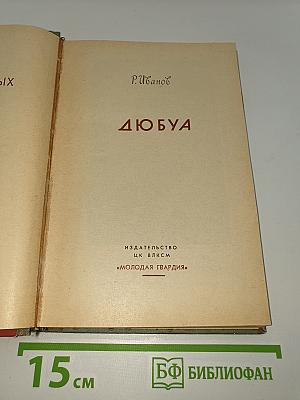 ЫХ
Р. Иванов
ДЮБУА
ИЗДАТЕЛЬСТВО
ЦК ВЛКСМ
«МОЛОДАЯ ГВАРДИЯ»
15 см
БФ БИБЛИОФАН